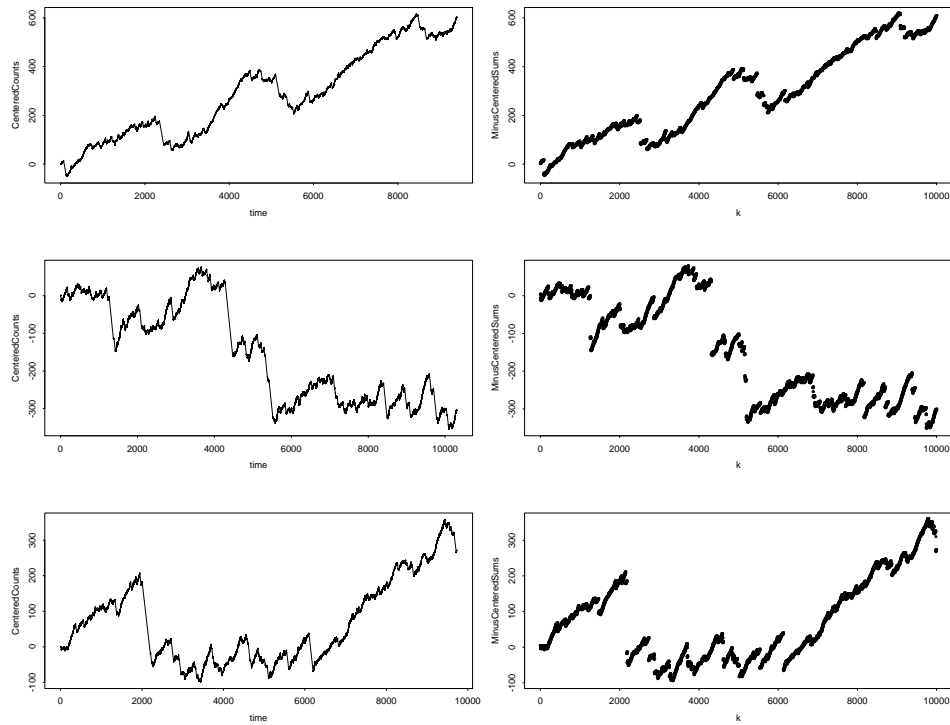 CenteredCounts
0 200 400 600
0 2000 4000 6000 8000
time
MinusCenteredSums
0 200 400 600
0 2000 4000 6000 8000 10000
k
CenteredCounts
-300 -200 -100 0
0 2000 4000 6000 8000 10000
time
MinusCenteredSums
-300 -200 -100 0
0 2000 4000 6000 8000 10000
k
CenteredCounts
-100 0 100 200 300
0 2000 4000 6000 8000 10000
time
MinusCenteredSums
-100 0 100 200 300
0 2000 4000 6000 8000 10000
k